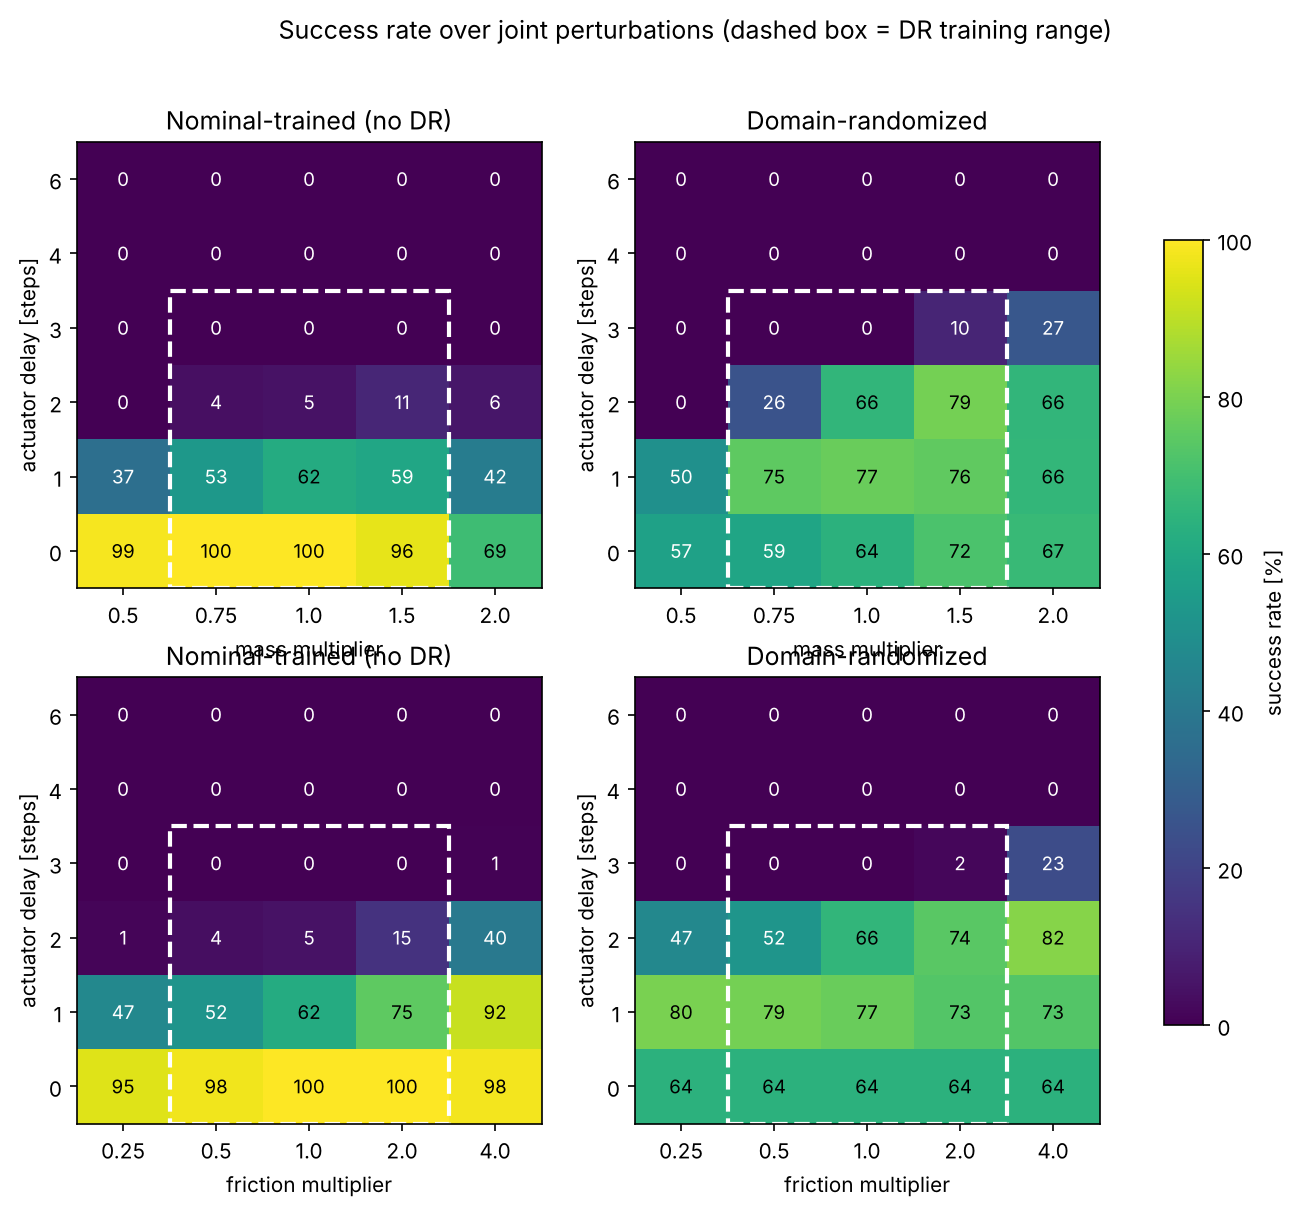 Success rate over joint perturbations (dashed box = DR training range)
Nominal-trained (no DR)
actuator delay [steps]
6 0 0 0 0 0
4 0 0 0 0 0
3 0 0 0 0 0
2 0 4 5 11 6
1 37 53 62 59 42
0 99 100 100 96 69
0.5 0.75 1.0 1.5 2.0
mass multiplier
Domain-randomized
actuator delay [steps]
6 0 0 0 0 0
4 0 0 0 0 0
3 0 0 0 10 27
2 0 26 66 79 66
1 50 75 77 76 66
0 57 59 64 72 67
0.5 0.75 1.0 1.5 2.0
mass multiplier
Nominal-trained (no DR)
actuator delay [steps]
6 0 0 0 0 0
4 0 0 0 0 0
3 0 0 0 0 1
2 1 4 5 15 40
1 47 52 62 75 92
0 95 98 100 100 98
0.25 0.5 1.0 2.0 4.0
friction multiplier
Domain-randomized
actuator delay [steps]
6 0 0 0 0 0
4 0 0 0 0 0
3 0 0 0 2 23
2 47 52 66 74 82
1 80 79 77 73 73
0 64 64 64 64 64
0.25 0.5 1.0 2.0 4.0
friction multiplier
100
80
60
40
20
0
success rate [%]